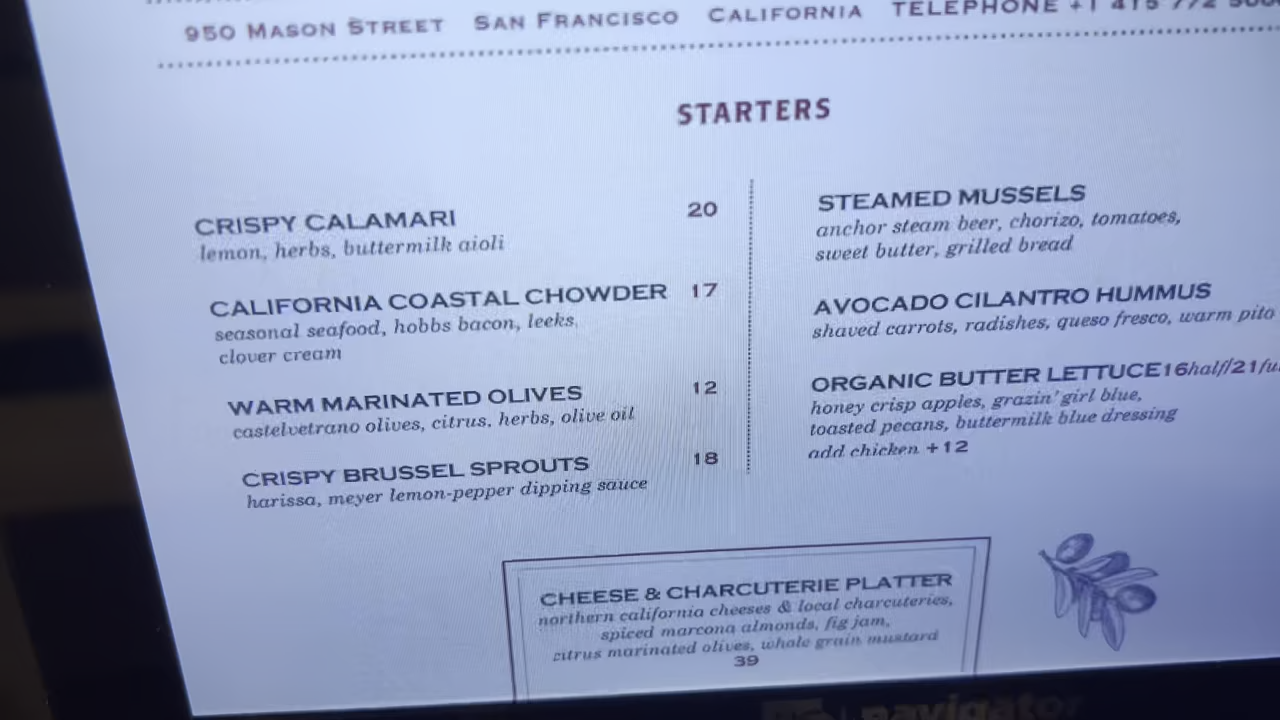 950 MASON STREET SAN FRANCISCO CALIFORNIA TELEPHONE +1 415 772
STARTERS
CRISPY CALAMARI 20
lemon, herbs, buttermilk aioli
CALIFORNIA COASTAL CHOWDER 17
seasonal seafood, hobbs bacon, leeks,
clover cream
WARM MARINATED OLIVES 12
castelvetrano olives, citrus, herbs, olive oil
CRISPY BRUSSEL SPROUTS 18
harissa, meyer lemon-pepper dipping sauce
STEAMED MUSSELS
anchor steam beer, chorizo, tomatoes,
sweet butter, grilled bread
AVOCADO CILANTRO HUMMUS
shaved carrots, radishes, queso fresco, warm pita
ORGANIC BUTTER LETTUCE 16half/21
honey crisp apples, grazin' girl blue,
toasted pecans, buttermilk blue dressing
add chicken +12
CHEESE & CHARCUTERIE PLATTER
northern california cheeses & local charcuteries,
spiced marcona almonds, fig jam,
citrus marinated olives, whole grain mustard
39
navigator